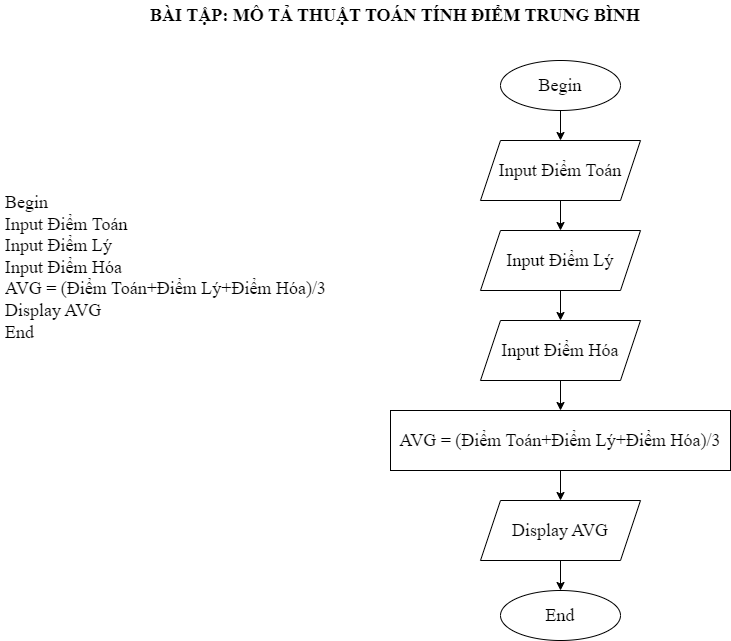 BÀI TẬP: MÔ TẢ THUẬT TOÁN TÍNH ĐIỂM TRUNG BÌNH
Begin
Input Điểm Toán
Input Điểm Lý
Input Điểm Hóa
AVG = (Điểm Toán+Điểm Lý+Điểm Hóa)/3
Display AVG
End
Begin
Input Điểm Toán
Input Điểm Lý
Input Điểm Hóa
AVG = (Điểm Toán+Điểm Lý+Điểm Hóa)/3
Display AVG
End